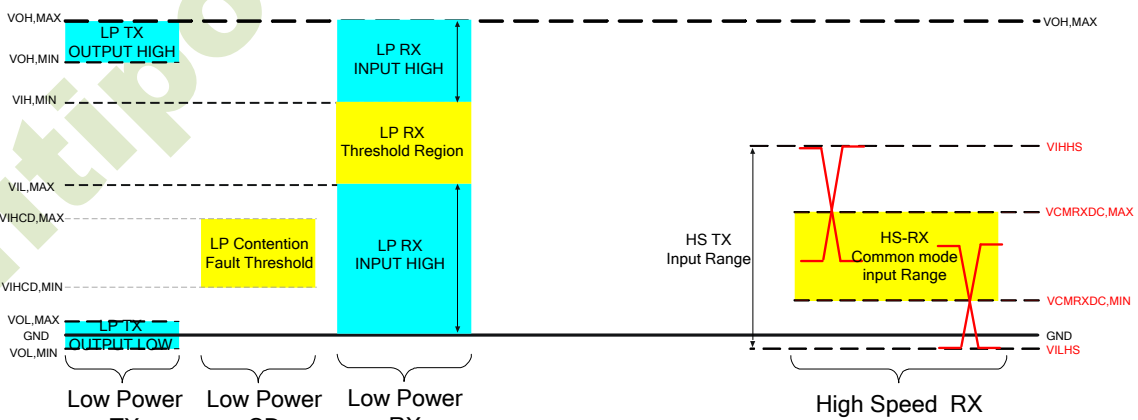 VOH,MAX
LP TX
OUTPUT HIGH
VOH,MIN
VIH,MIN
VIL,MAX
VIHCD,MAX
VIHCD,MIN
VOL,MAX
GND
VOL,MIN
LP TX
OUTPUT LOW
LP Contention
Fault Threshold
LP RX
INPUT HIGH
LP RX
Threshold Region
LP RX
INPUT HIGH
HS TX
Input Range
HS-RX
Common mode
input Range
VOH,MAX
VIHHS
VCMRXDC,MAX
VCMRXDC,MIN
GND
VILHS
Low Power
TX
Low Power
CD
Low Power
RX
High Speed RX